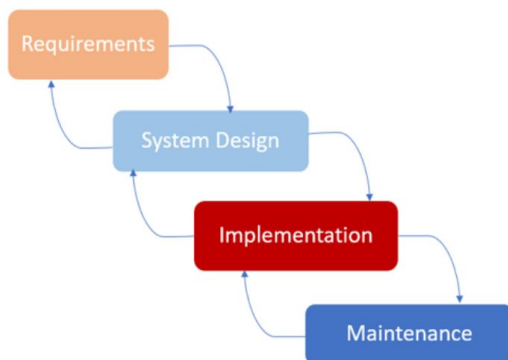 Requirements
System Design
Implementation
Maintenance